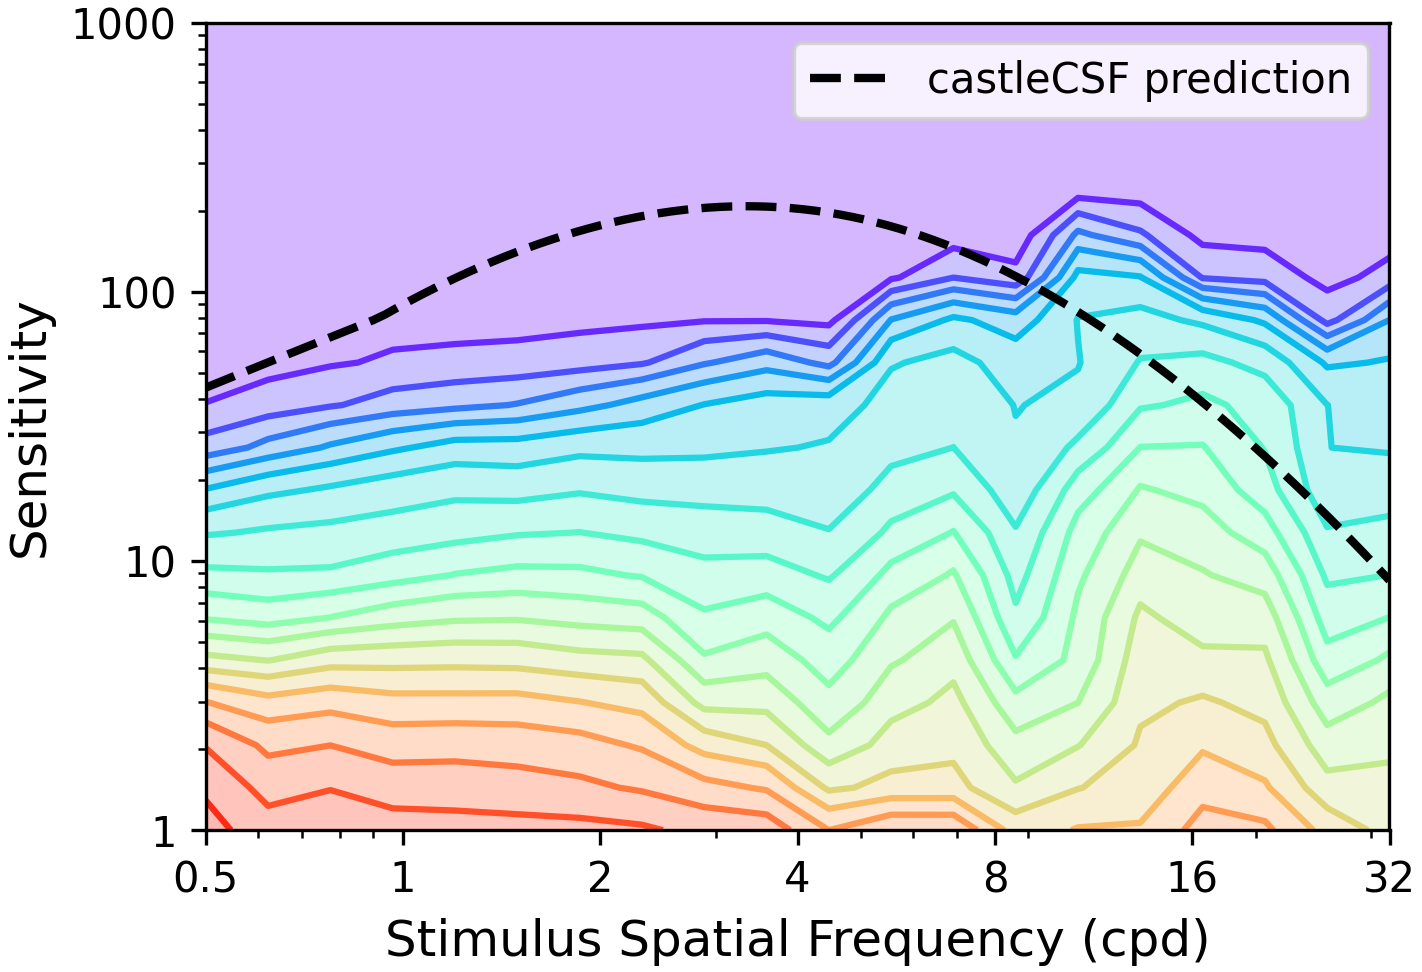 1000
100
10
1
Sensitivity
castleCSF prediction
0.5 1 2 4 8 16 32
Stimulus Spatial Frequency (cpd)